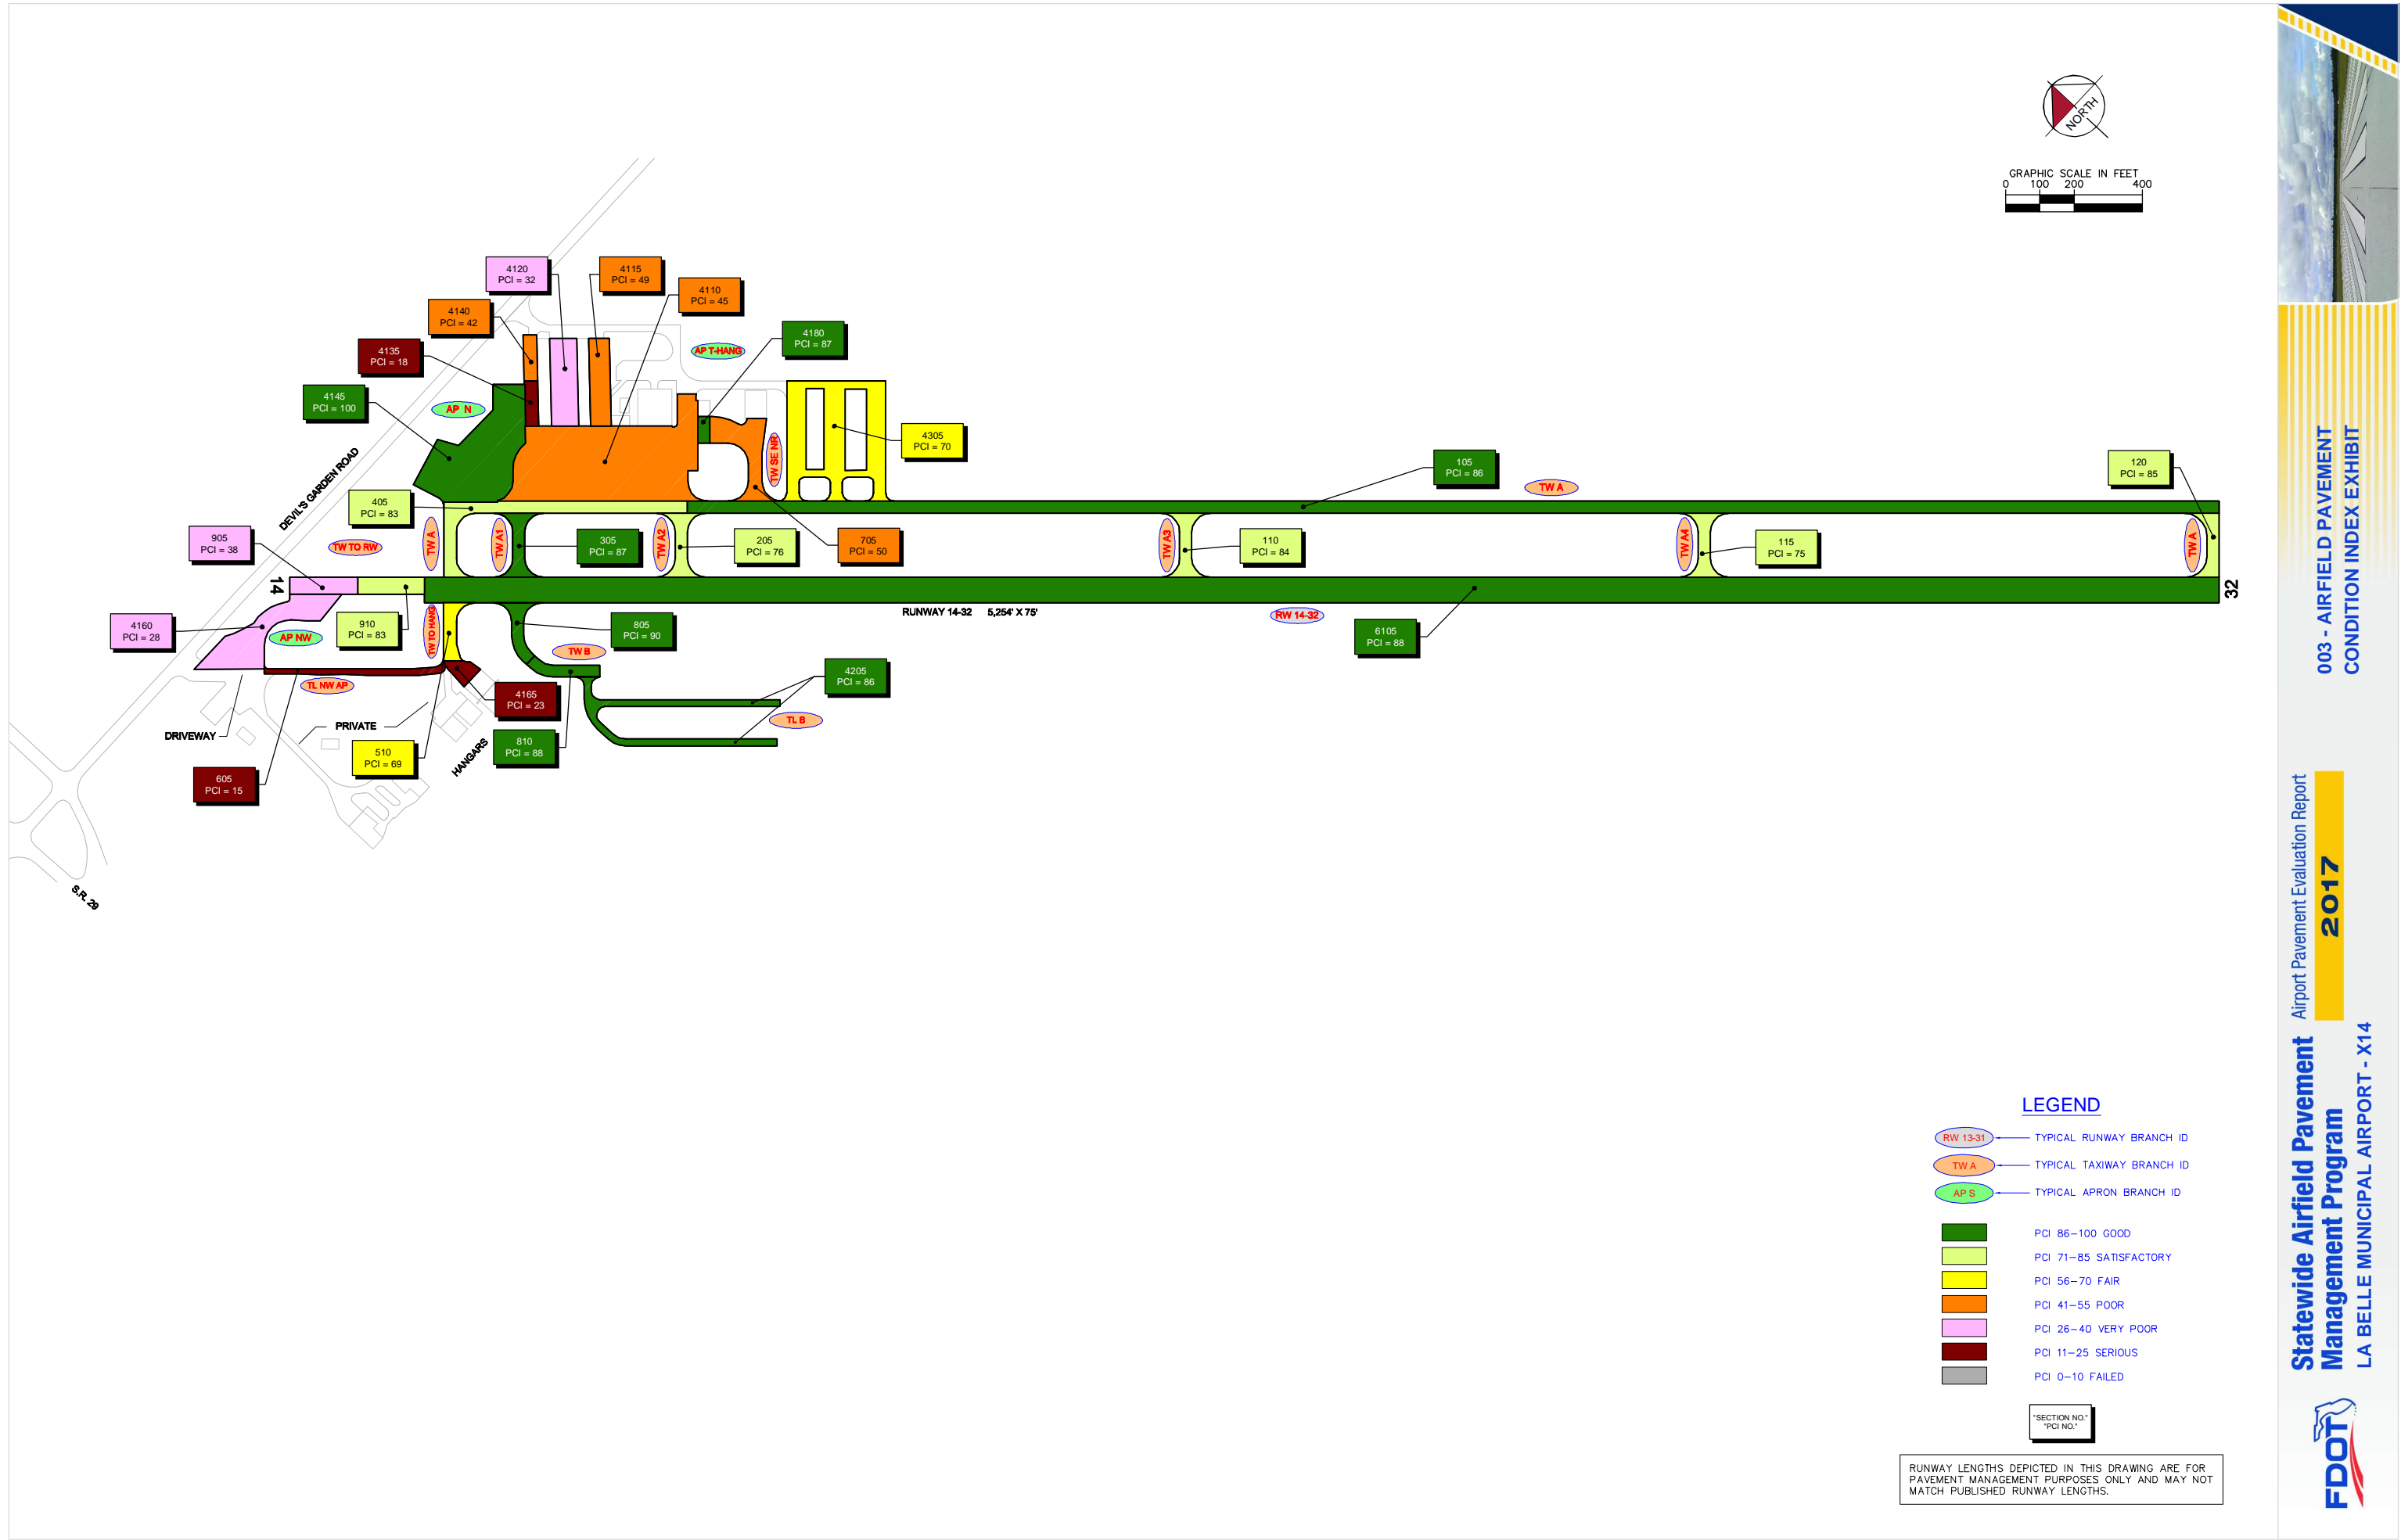 NORTH
GRAPHIC SCALE IN FEET
0 100 200 400
4120
PCI = 32
4115
PCI = 49
4110
PCI = 45
4140
PCI = 42
4180
PCI = 87
4135
PCI = 18
AP T-HANG
4145
PCI = 100
AP N
4305
PCI = 70
TW SE NR
105
PCI = 86
120
PCI = 85
TW A
DEVIL'S GARDEN ROAD
405
PCI = 83
905
PCI = 38
TW TO RW
TW A
TW A1
305
PCI = 87
TW A2
205
PCI = 76
705
PCI = 50
TW A3
110
PCI = 84
TW A4
115
PCI = 75
TW A
14
32
RUNWAY 14-32 5,254' X 75'
RW 14-32
4160
PCI = 28
AP NW
910
PCI = 83
TW TO HANG
805
PCI = 90
6105
PCI = 88
TW B
4205
PCI = 86
TL NW AP
4165
PCI = 23
TL B
DRIVEWAY
PRIVATE
510
PCI = 69
HANGARS
810
PCI = 88
605
PCI = 15
S.R. 29
LEGEND
RW 13-31 TYPICAL RUNWAY BRANCH ID
TW A TYPICAL TAXIWAY BRANCH ID
AP S TYPICAL APRON BRANCH ID
PCI 86-100 GOOD
PCI 71-85 SATISFACTORY
PCI 56-70 FAIR
PCI 41-55 POOR
PCI 26-40 VERY POOR
PCI 11-25 SERIOUS
PCI 0-10 FAILED
"SECTION NO."
"PCI NO."
RUNWAY LENGTHS DEPICTED IN THIS DRAWING ARE FOR
PAVEMENT MANAGEMENT PURPOSES ONLY AND MAY NOT
MATCH PUBLISHED RUNWAY LENGTHS.
003 - AIRFIELD PAVEMENT
CONDITION INDEX EXHIBIT
Airport Pavement Evaluation Report
2017
Statewide Airfield Pavement
Management Program
LA BELLE MUNICIPAL AIRPORT - X14
FDOT